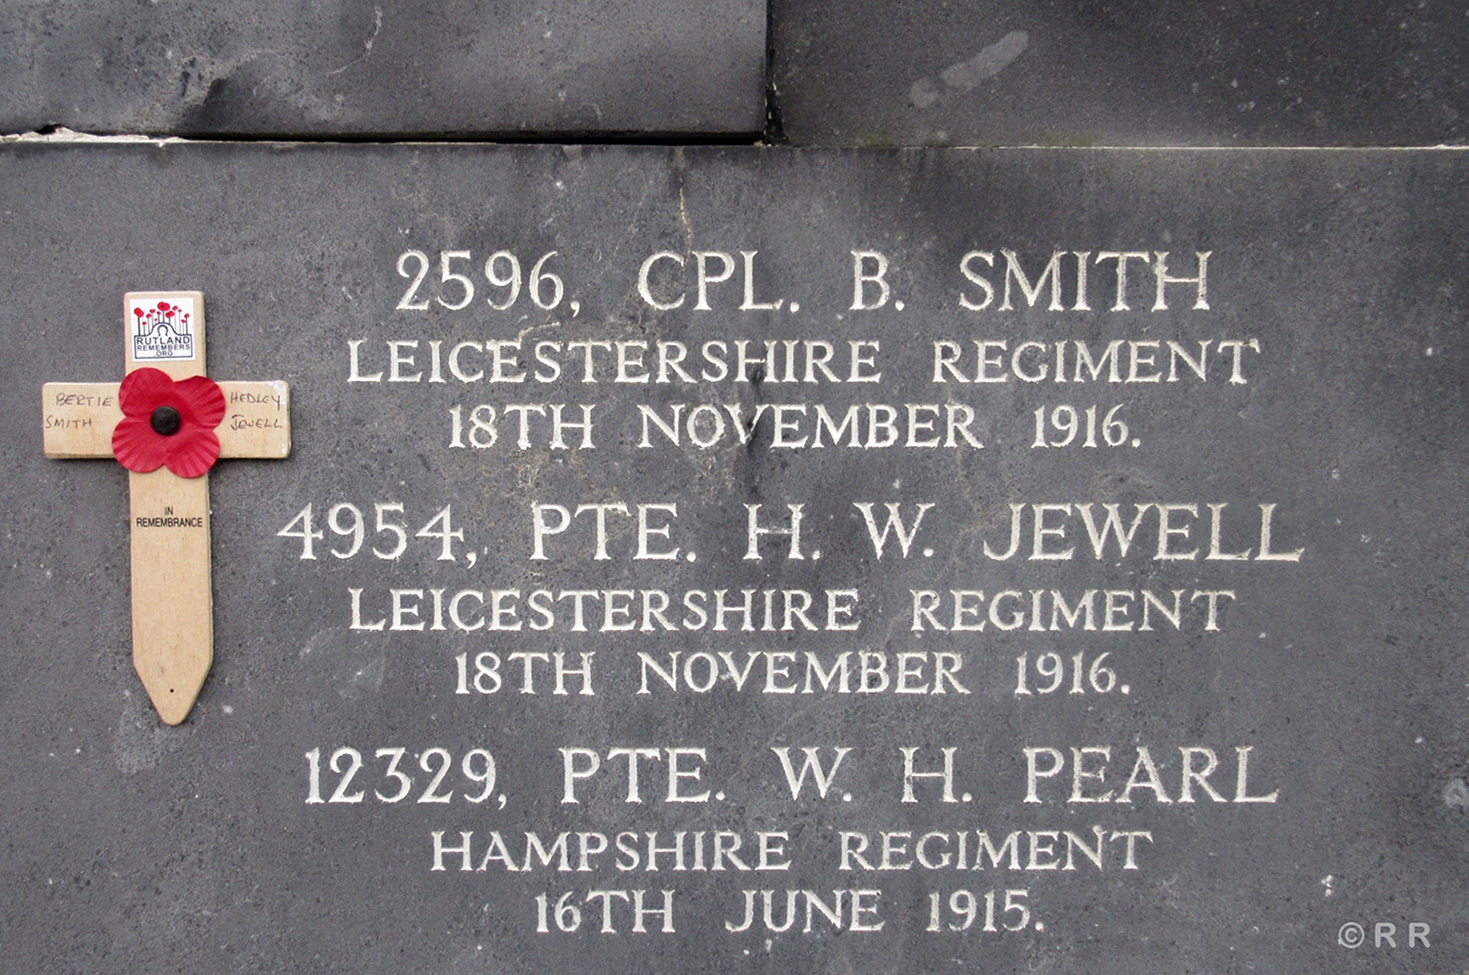 2596, CPL. B. SMITH
LEICESTERSHIRE REGIMENT
18TH NOVEMBER 1916.
4954, PTE. H. W. JEWELL
LEICESTERSHIRE REGIMENT
18TH NOVEMBER 1916.
12329, PTE. W. H. PEARL
HAMPSHIRE REGIMENT
16TH JUNE 1915.
RUTLAND
REMEMBERS
.ORG
BERTIE
SMITH
HEDLEY
JEWELL
IN
REMEMBRANCE
© R R